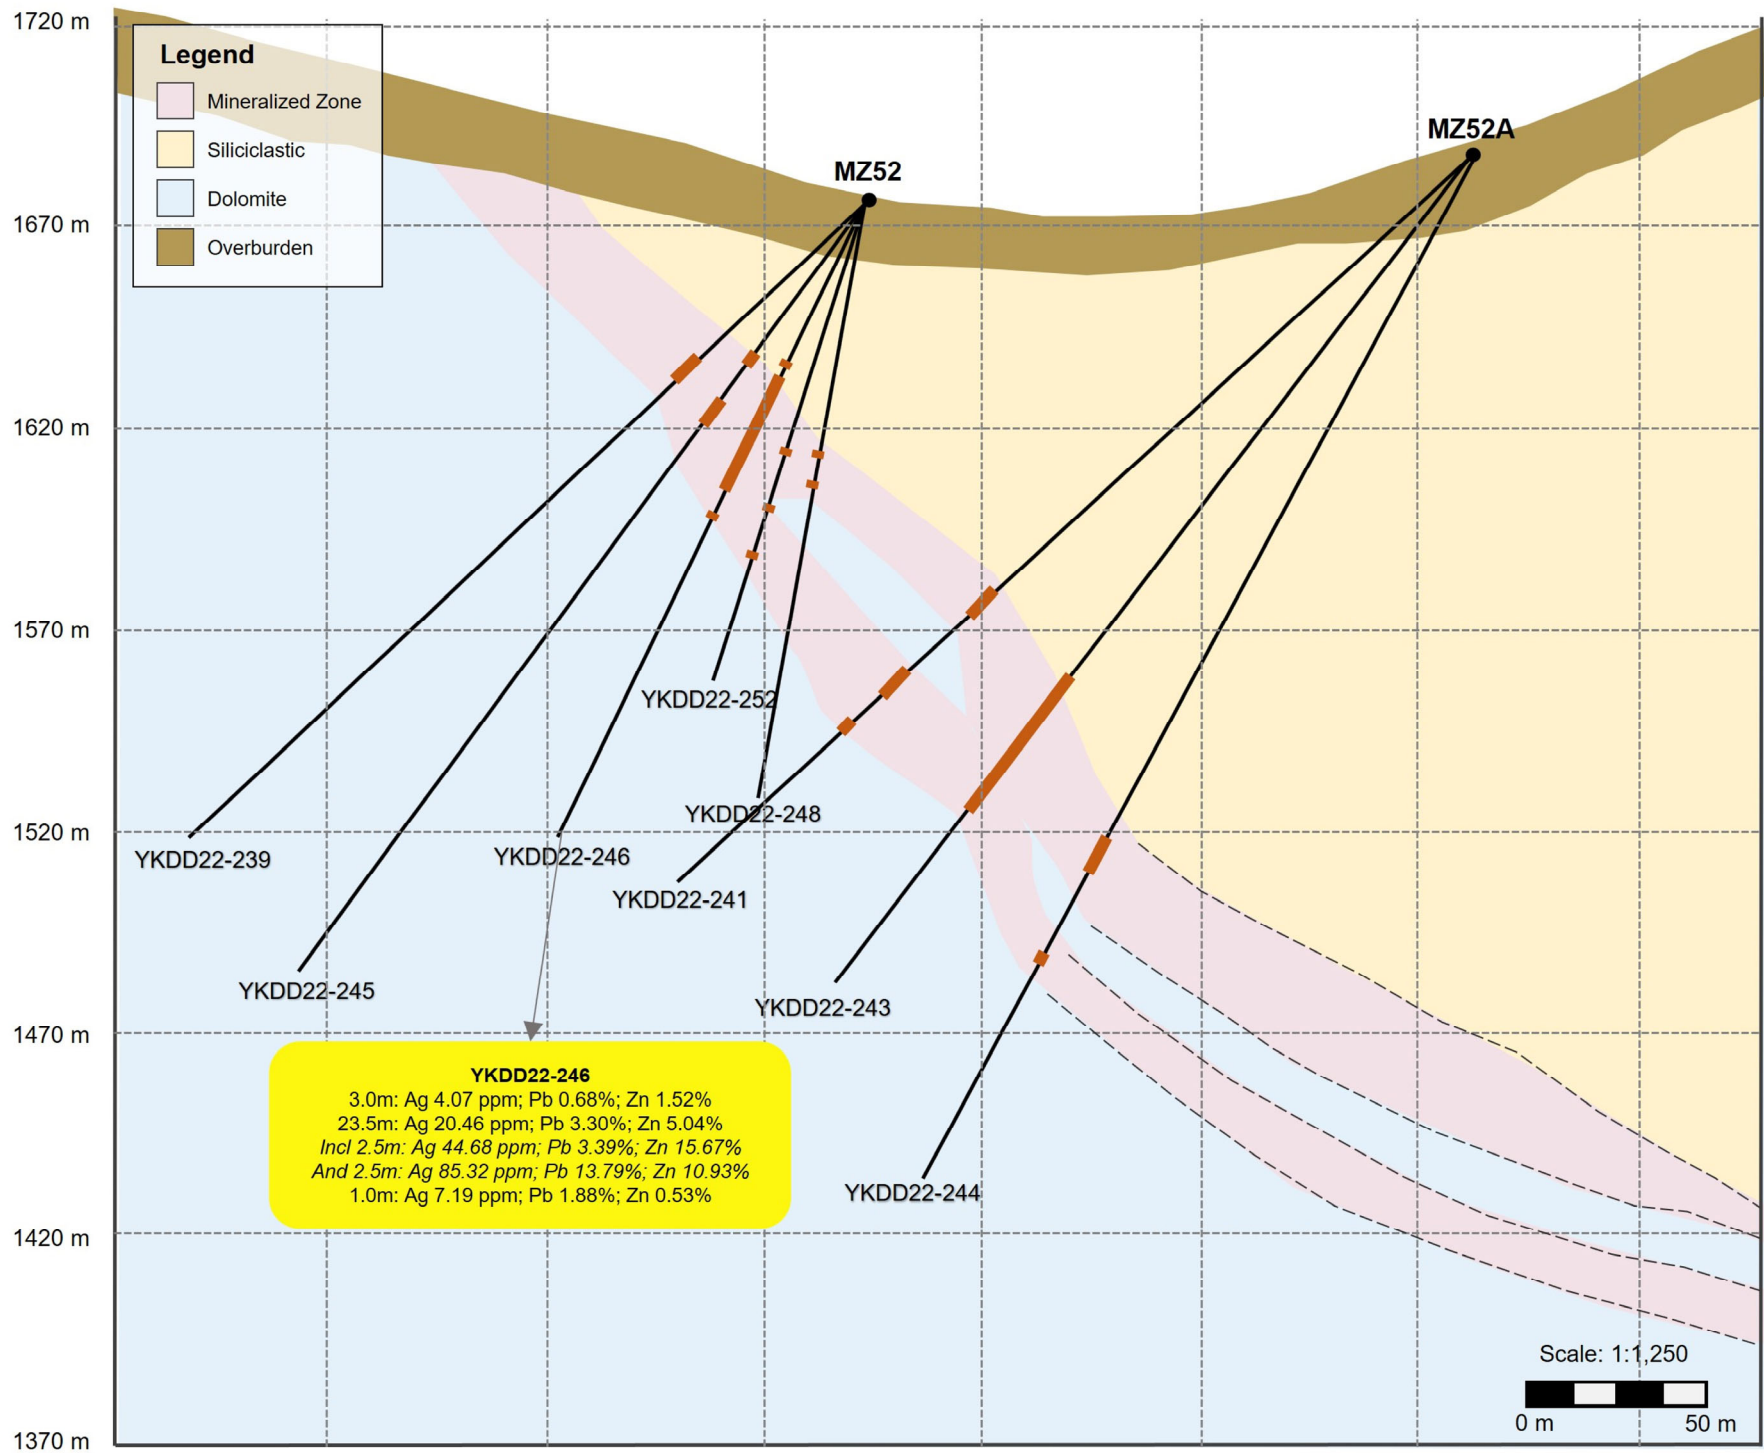 1720 m
Legend
Mineralized Zone
Siliciclastic
Dolomite
Overburden
MZ52A
MZ52
1670 m
1620 m
1570 m
YKDD22-252
YKDD22-248
1520 m
YKDD22-239
YKDD22-246
YKDD22-241
YKDD22-245
YKDD22-243
1470 m
YKDD22-246
3.0m: Ag 4.07 ppm; Pb 0.68%; Zn 1.52%
23.5m: Ag 20.46 ppm; Pb 3.30%; Zn 5.04%
Incl 2.5m: Ag 44.68 ppm; Pb 3.39%; Zn 15.67%
And 2.5m: Ag 85.32 ppm; Pb 13.79%; Zn 10.93%
1.0m: Ag 7.19 ppm; Pb 1.88%; Zn 0.53%
YKDD22-244
1420 m
Scale: 1:1,250
0 m 50 m
1370 m